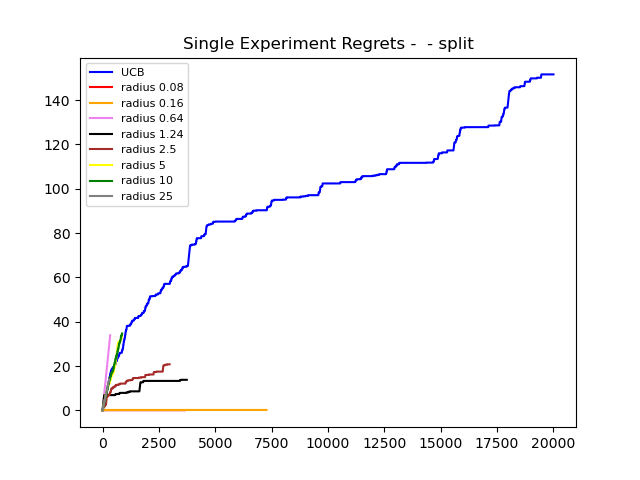 Single Experiment Regrets -  - split
UCB
radius 0.08
radius 0.16
radius 0.64
radius 1.24
radius 2.5
radius 5
radius 10
radius 25
140
120
100
80
60
40
20
0
0 2500 5000 7500 10000 12500 15000 17500 20000